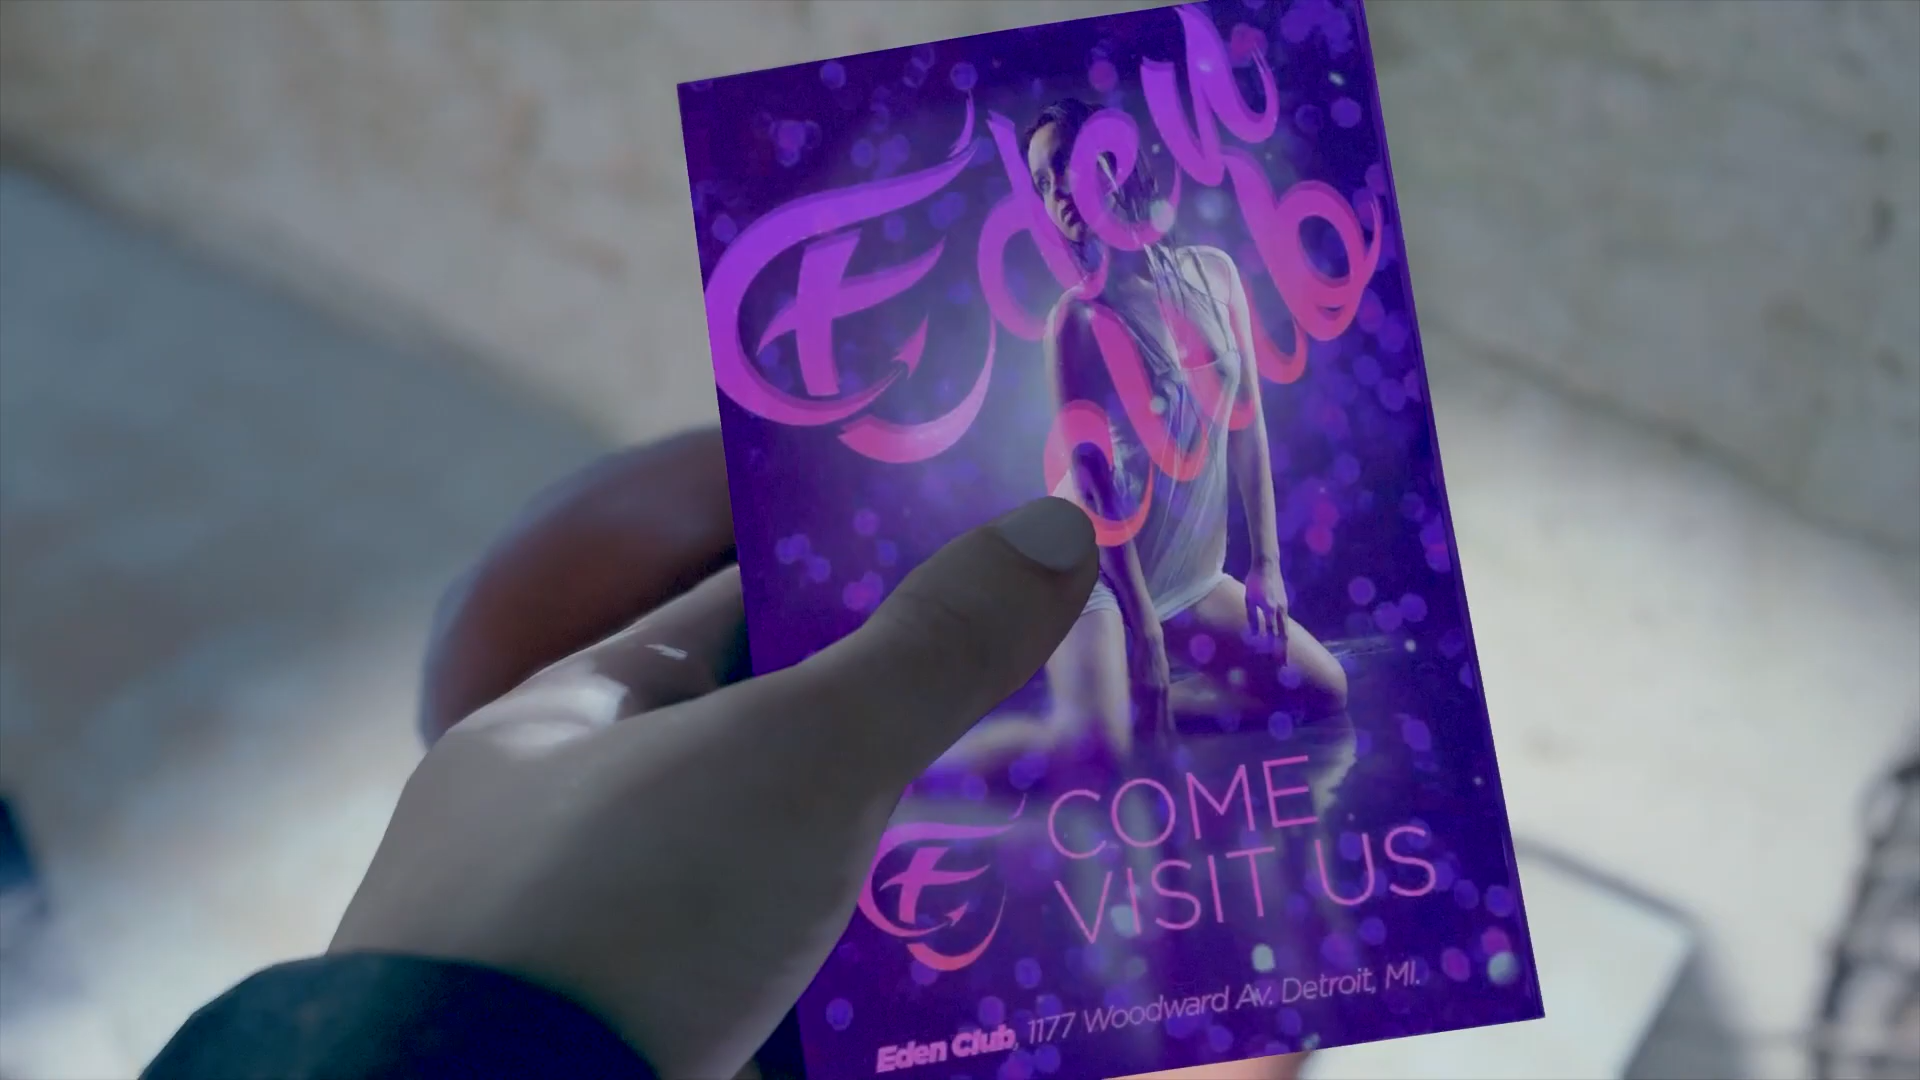 Eden
club
COME
VISIT US
Eden Club, 1177 Woodward Av. Detroit, MI.